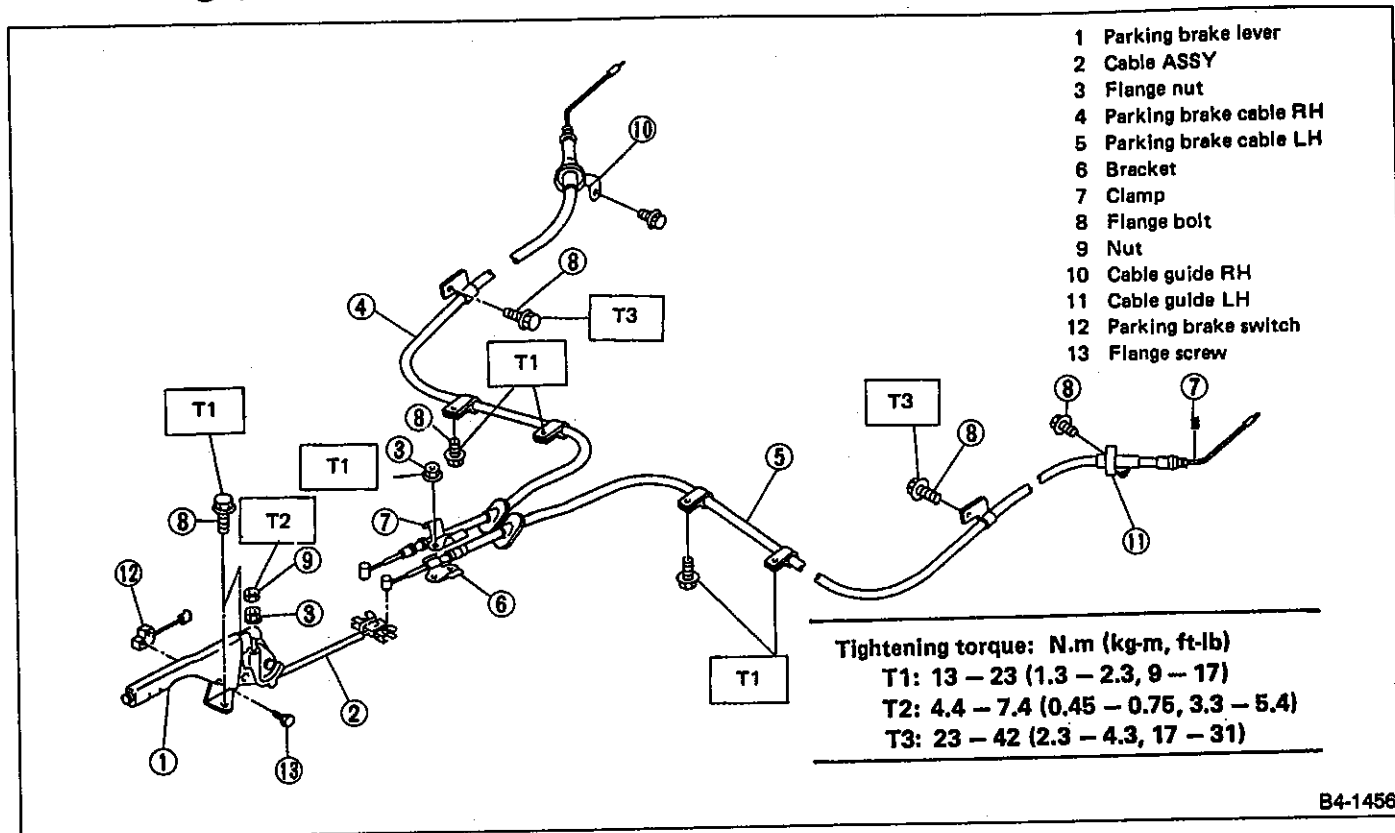 1 Parking brake lever
2 Cable ASSY
3 Flange nut
4 Parking brake cable RH
5 Parking brake cable LH
6 Bracket
7 Clamp
8 Flange bolt
9 Nut
10 Cable guide RH
11 Cable guide LH
12 Parking brake switch
13 Flange screw
10
8
4
T3
T1
T1
8
T3
8
7
8
T1
3
5
8
T2
7
9
11
12
6
3
T1
2
1
13
Tightening torque: N.m (kg-m, ft-lb)
T1: 13 – 23 (1.3 – 2.3, 9 – 17)
T2: 4.4 – 7.4 (0.45 – 0.75, 3.3 – 5.4)
T3: 23 – 42 (2.3 – 4.3, 17 – 31)
B4-1456